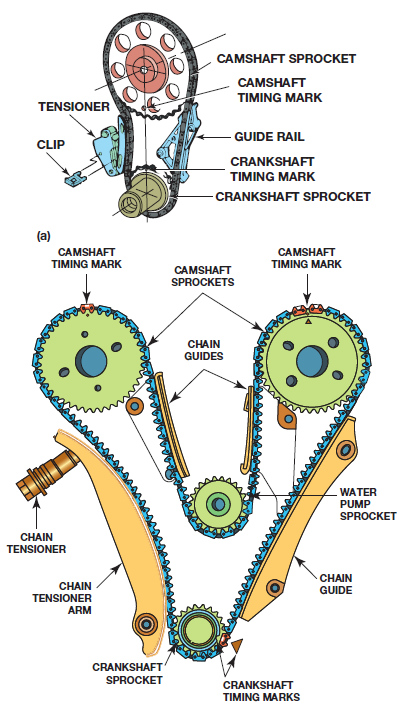 CAMSHAFT SPROCKET
CAMSHAFT
TIMING MARK
TENSIONER
GUIDE RAIL
CLIP
CRANKSHAFT
TIMING MARK
CRANKSHAFT SPROCKET
(a)
CAMSHAFT
TIMING MARK
CAMSHAFT
SPROCKETS
CAMSHAFT
TIMING MARK
CHAIN
GUIDES
WATER
PUMP
SPROCKET
CHAIN
TENSIONER
CHAIN
TENSIONER
ARM
CHAIN
GUIDE
CRANKSHAFT
SPROCKET
CRANKSHAFT
TIMING MARKS